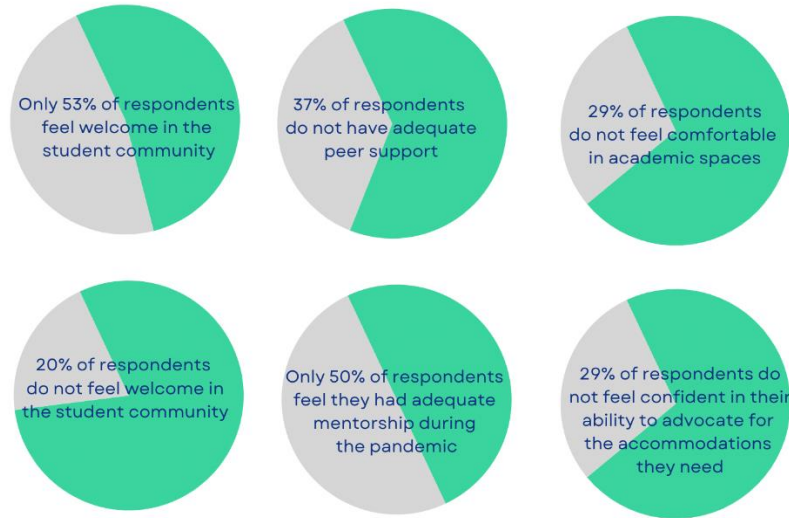 Only 53% of respondents
feel welcome in the
student community
37% of respondents
do not have adequate
peer support
29% of respondents
do not feel comfortable
in academic spaces
20% of respondents
do not feel welcome in
the student community
Only 50% of respondents
feel they had adequate
mentorship during
the pandemic
29% of respondents do
not feel confident in their
ability to advocate for
the accommodations
they need